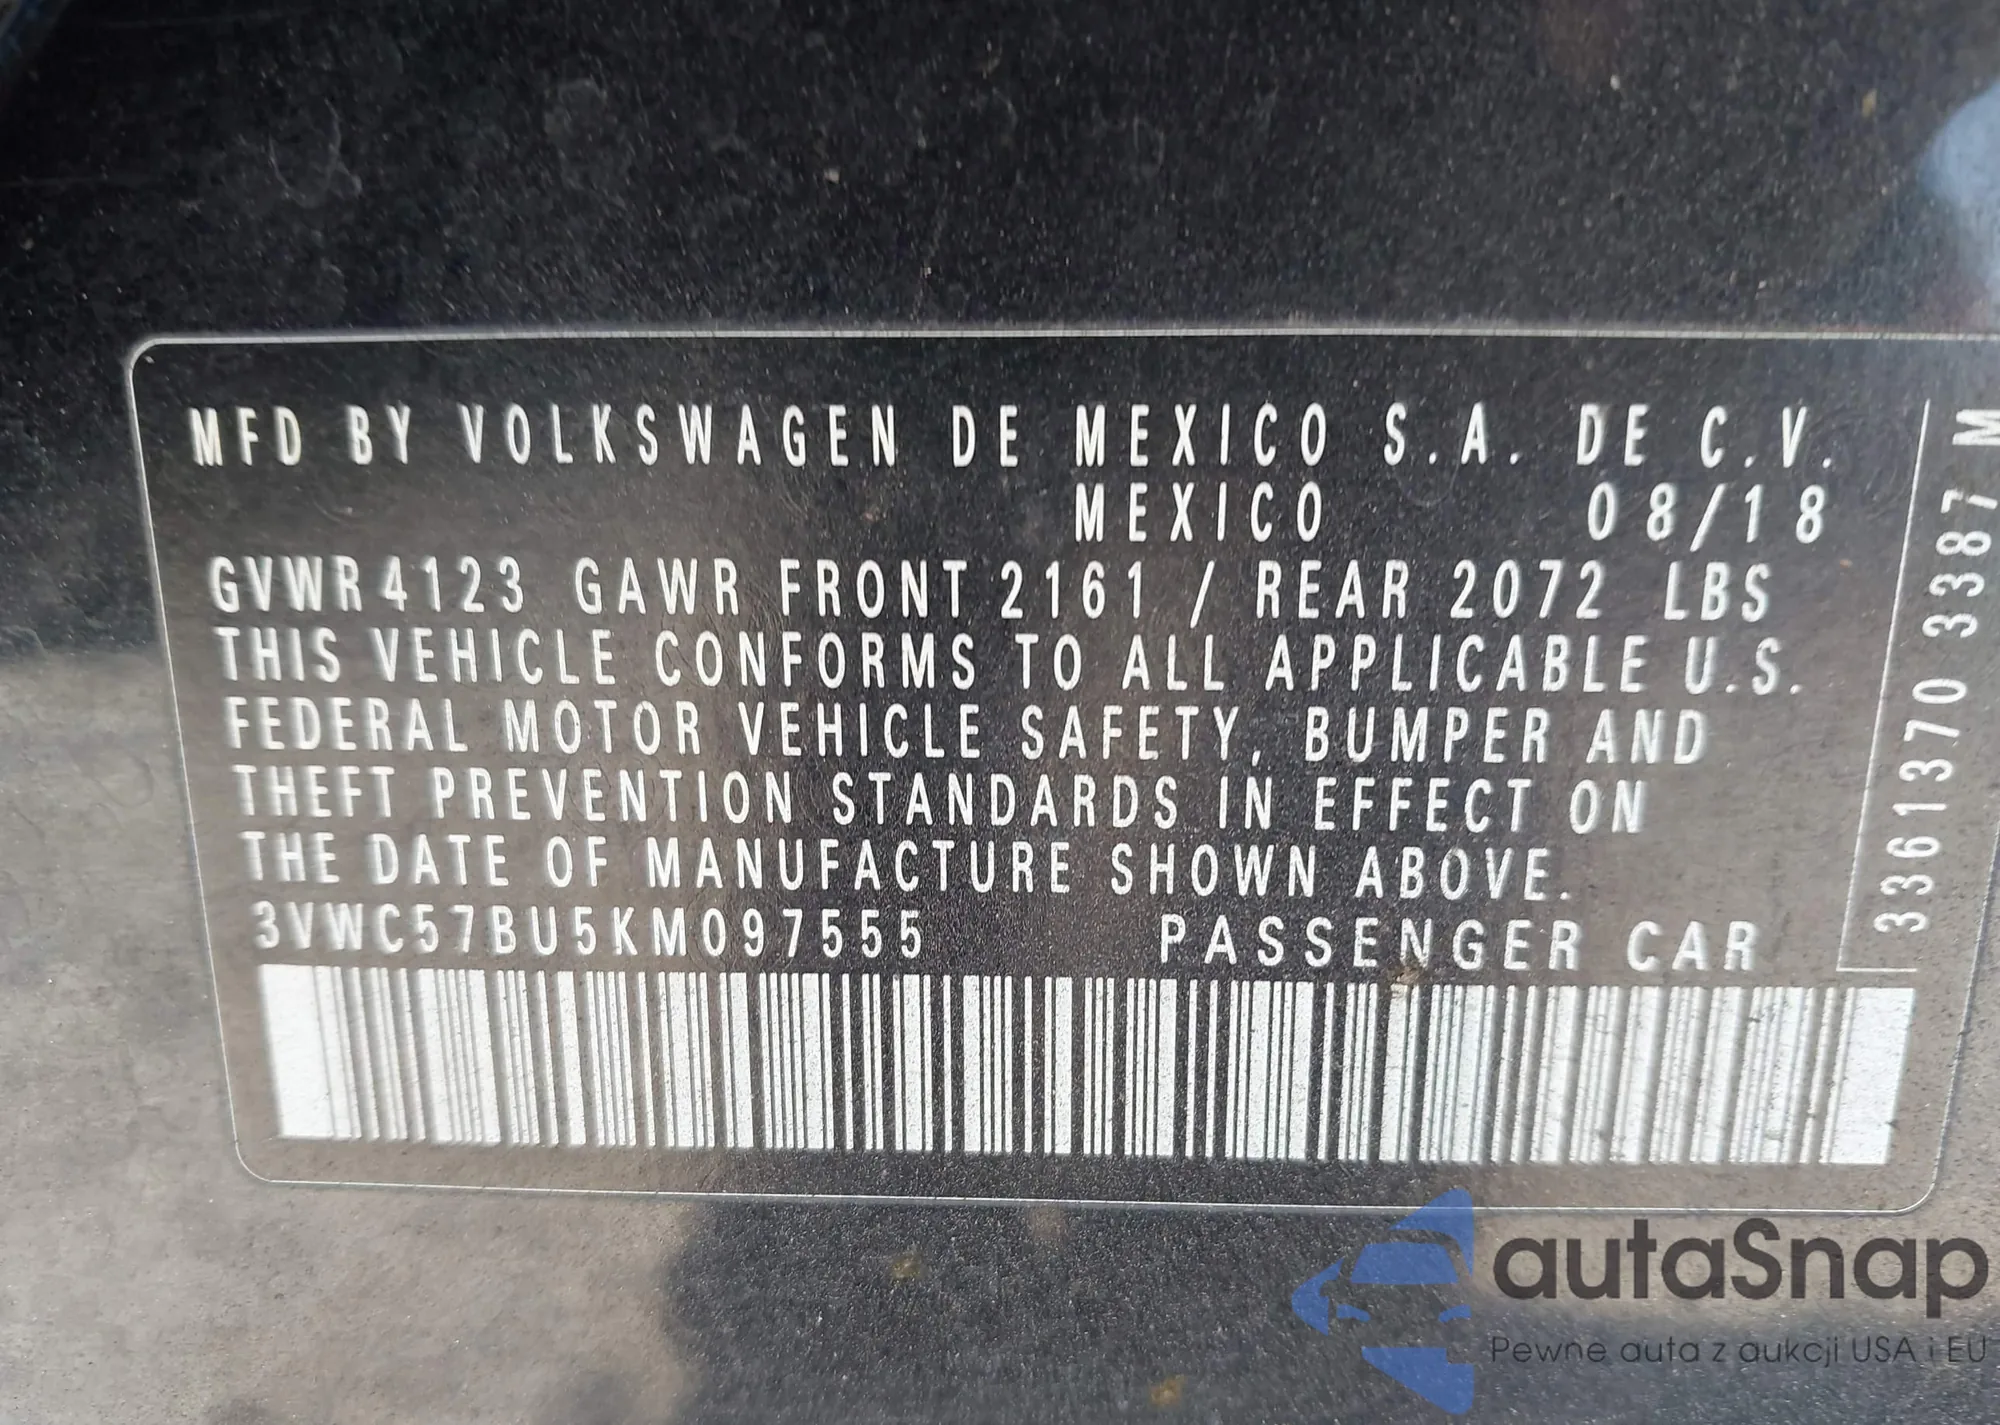 MFD BY VOLKSWAGEN DE MEXICO S.A. DE C.V.
MEXICO 08/18
GVWR 4123 GAWR FRONT 2161 / REAR 2072 LBS
THIS VEHICLE CONFORMS TO ALL APPLICABLE U.S.
FEDERAL MOTOR VEHICLE SAFETY, BUMPER AND
THEFT PREVENTION STANDARDS IN EFFECT ON
THE DATE OF MANUFACTURE SHOWN ABOVE.
3VWC57BU5KM097555 PASSENGER CAR
3361370 3387 M
autaSnap
Pewne auta z aukcji USA i EU